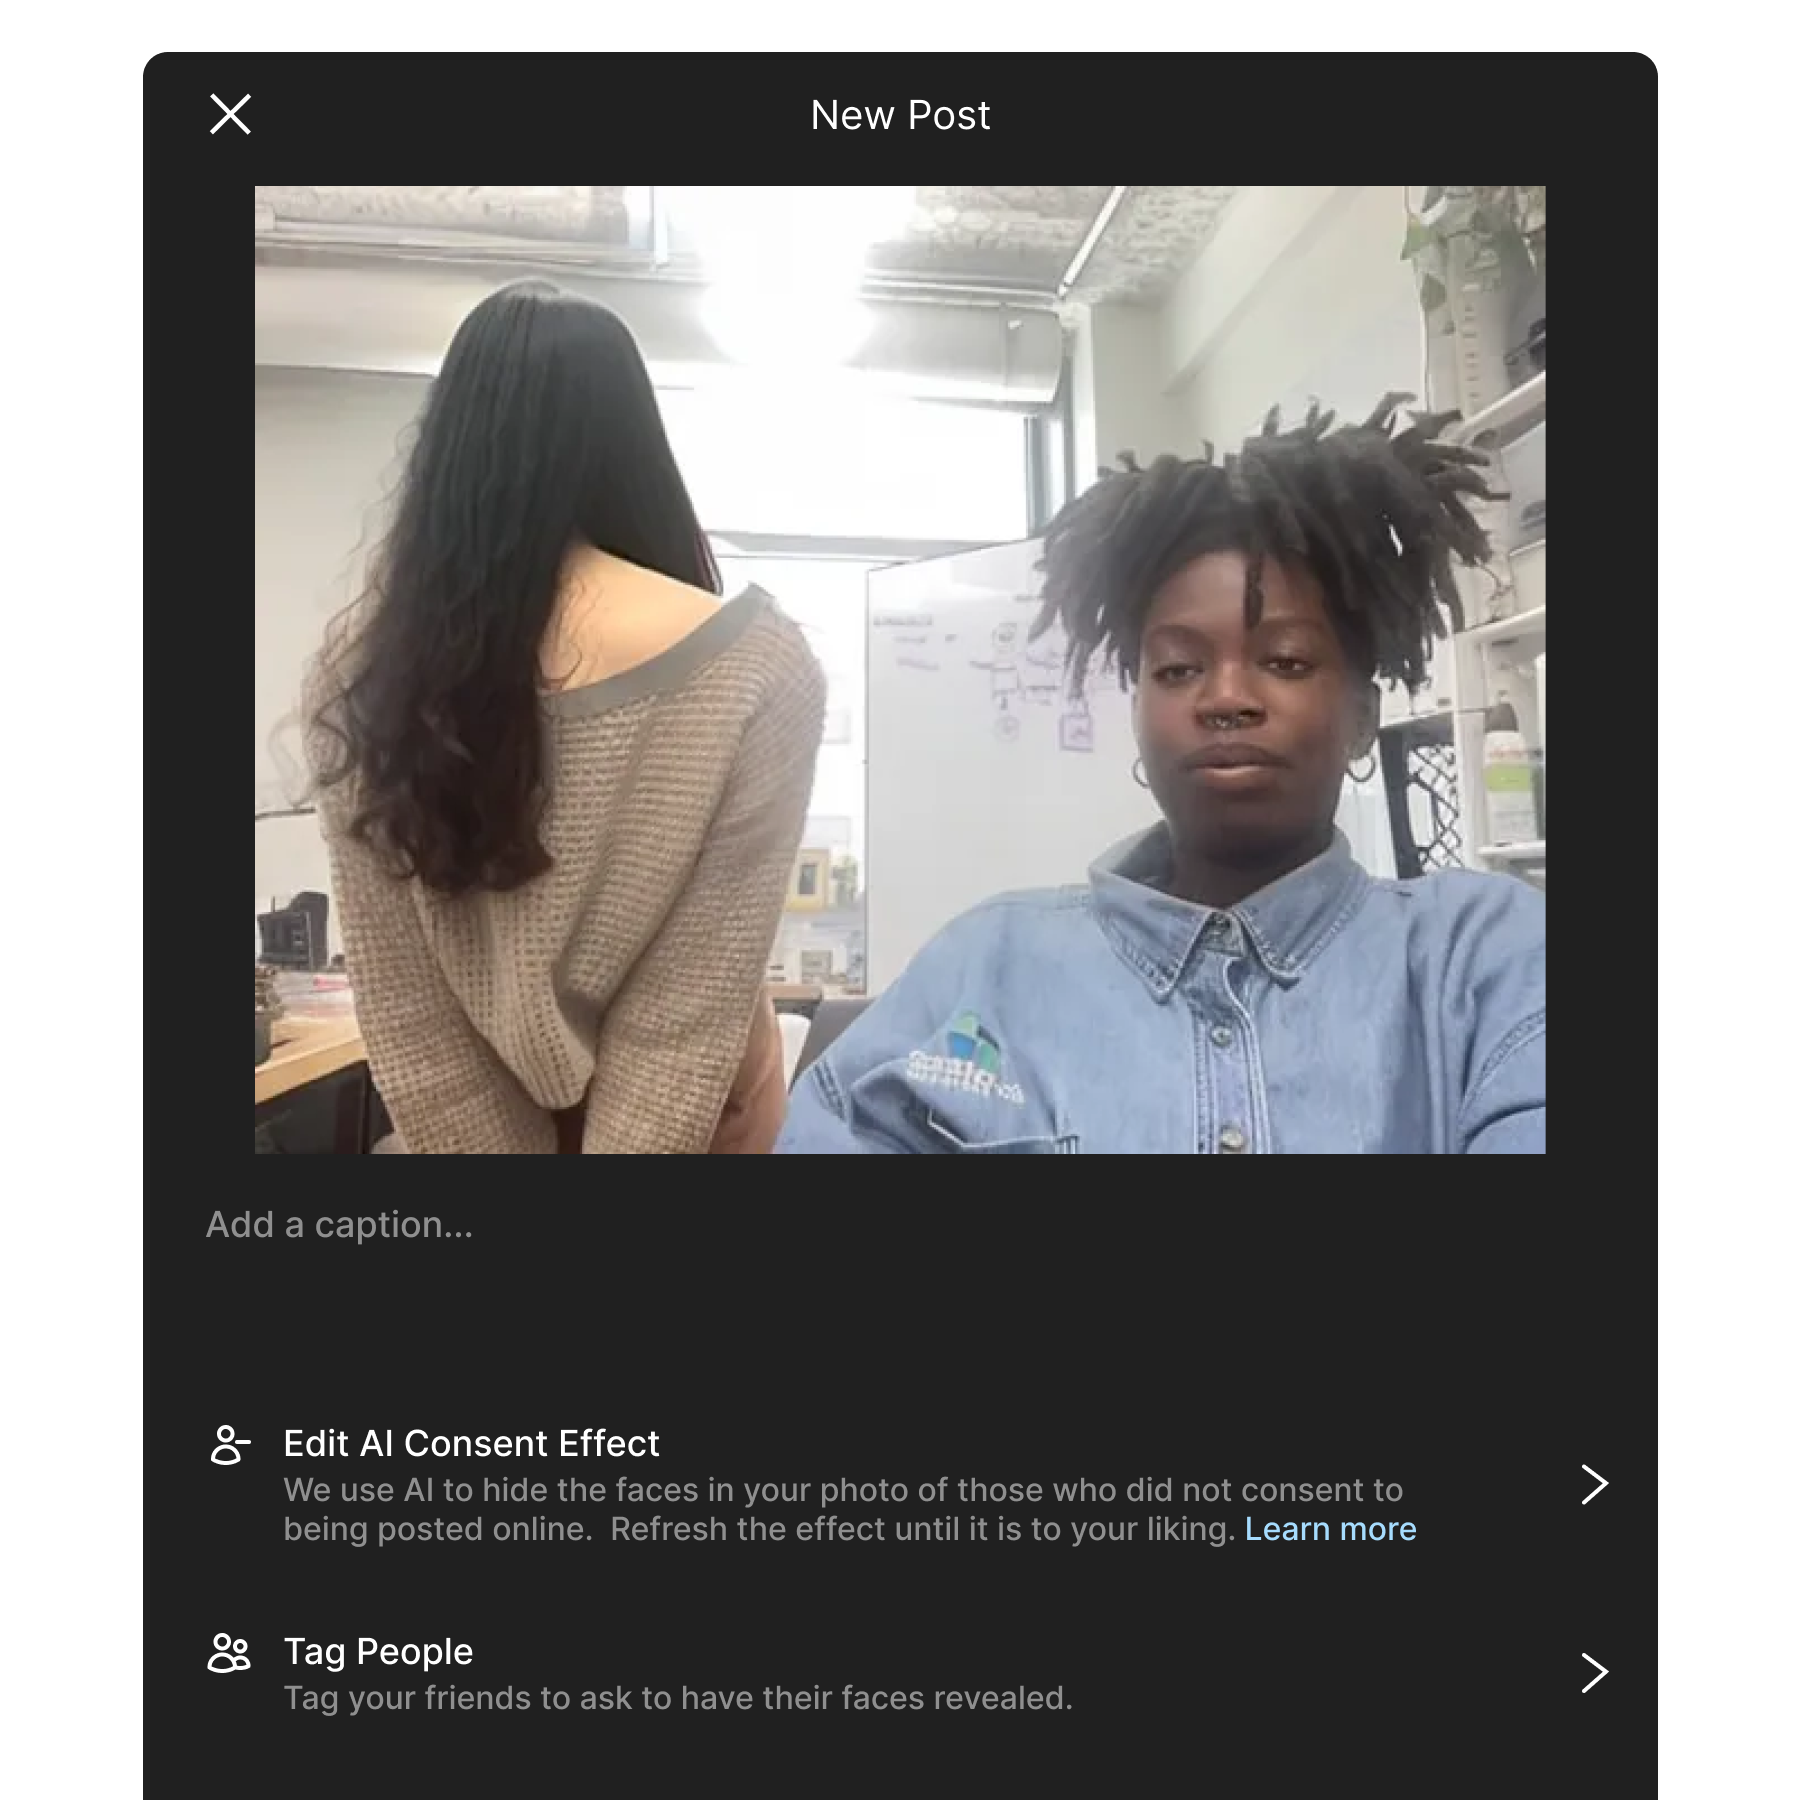 New Post
Add a caption...
Edit AI Consent Effect
We use AI to hide the faces in your photo of those who did not consent to
being posted online.  Refresh the effect until it is to your liking. Learn more
Tag People
Tag your friends to ask to have their faces revealed.